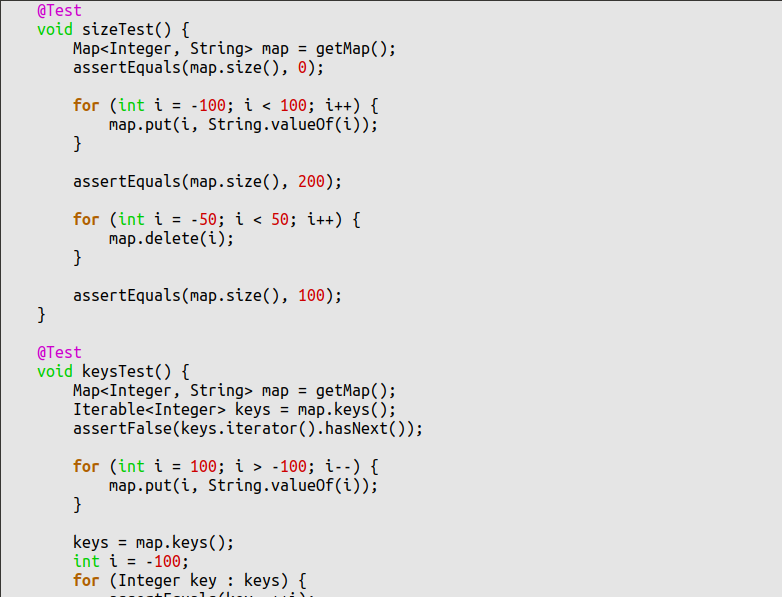 @Test
void sizeTest() {
Map<Integer, String> map = getMap();
assertEquals(map.size(), 0);
for (int i = -100; i < 100; i++) {
map.put(i, String.valueOf(i));
}
assertEquals(map.size(), 200);
for (int i = -50; i < 50; i++) {
map.delete(i);
}
assertEquals(map.size(), 100);
}
@Test
void keysTest() {
Map<Integer, String> map = getMap();
Iterable<Integer> keys = map.keys();
assertFalse(keys.iterator().hasNext());
for (int i = 100; i > -100; i--) {
map.put(i, String.valueOf(i));
}
keys = map.keys();
int i = -100;
for (Integer key : keys) {